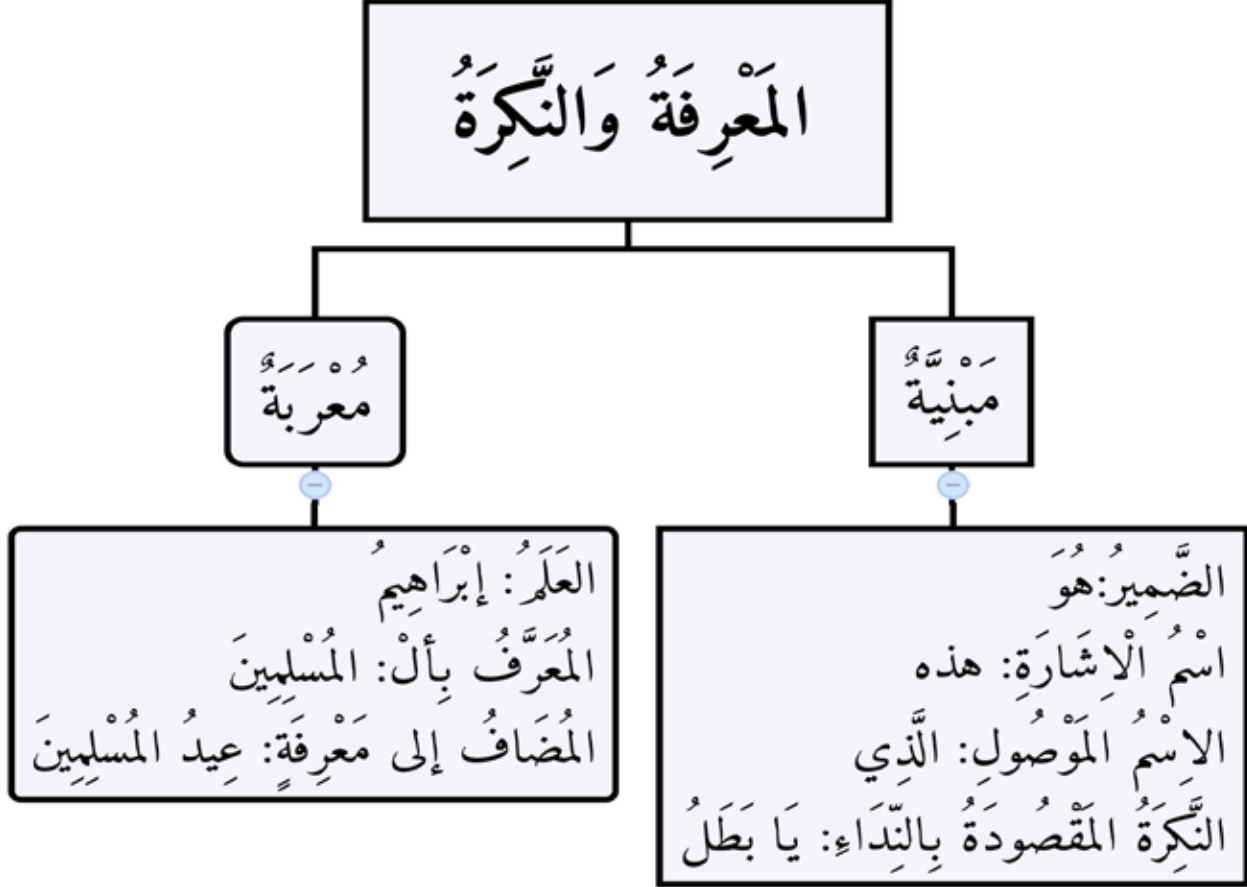 المَعْرِفَةُ وَالنَّكِرَةُ
مَبْنِيَّةٌ
مُعْرَبَةٌ
الضَّمِيرُ:هُوَ
اسْمُ الْاِشَارَةِ: هذه
الاِسْمُ المَوْصُولِ: الَّذِي
النَّكِرَةُ المَقْصُودَةُ بِالنِّدَاءِ: يَا بَطَلُ
العَلَمُ: إبْرَاهِيمُ
المُعَرَّفُ بِألْ: المُسْلِمِينَ
المُضَافُ إلى مَعْرِفَةٍ: عِيدُ المُسْلِمِينَ